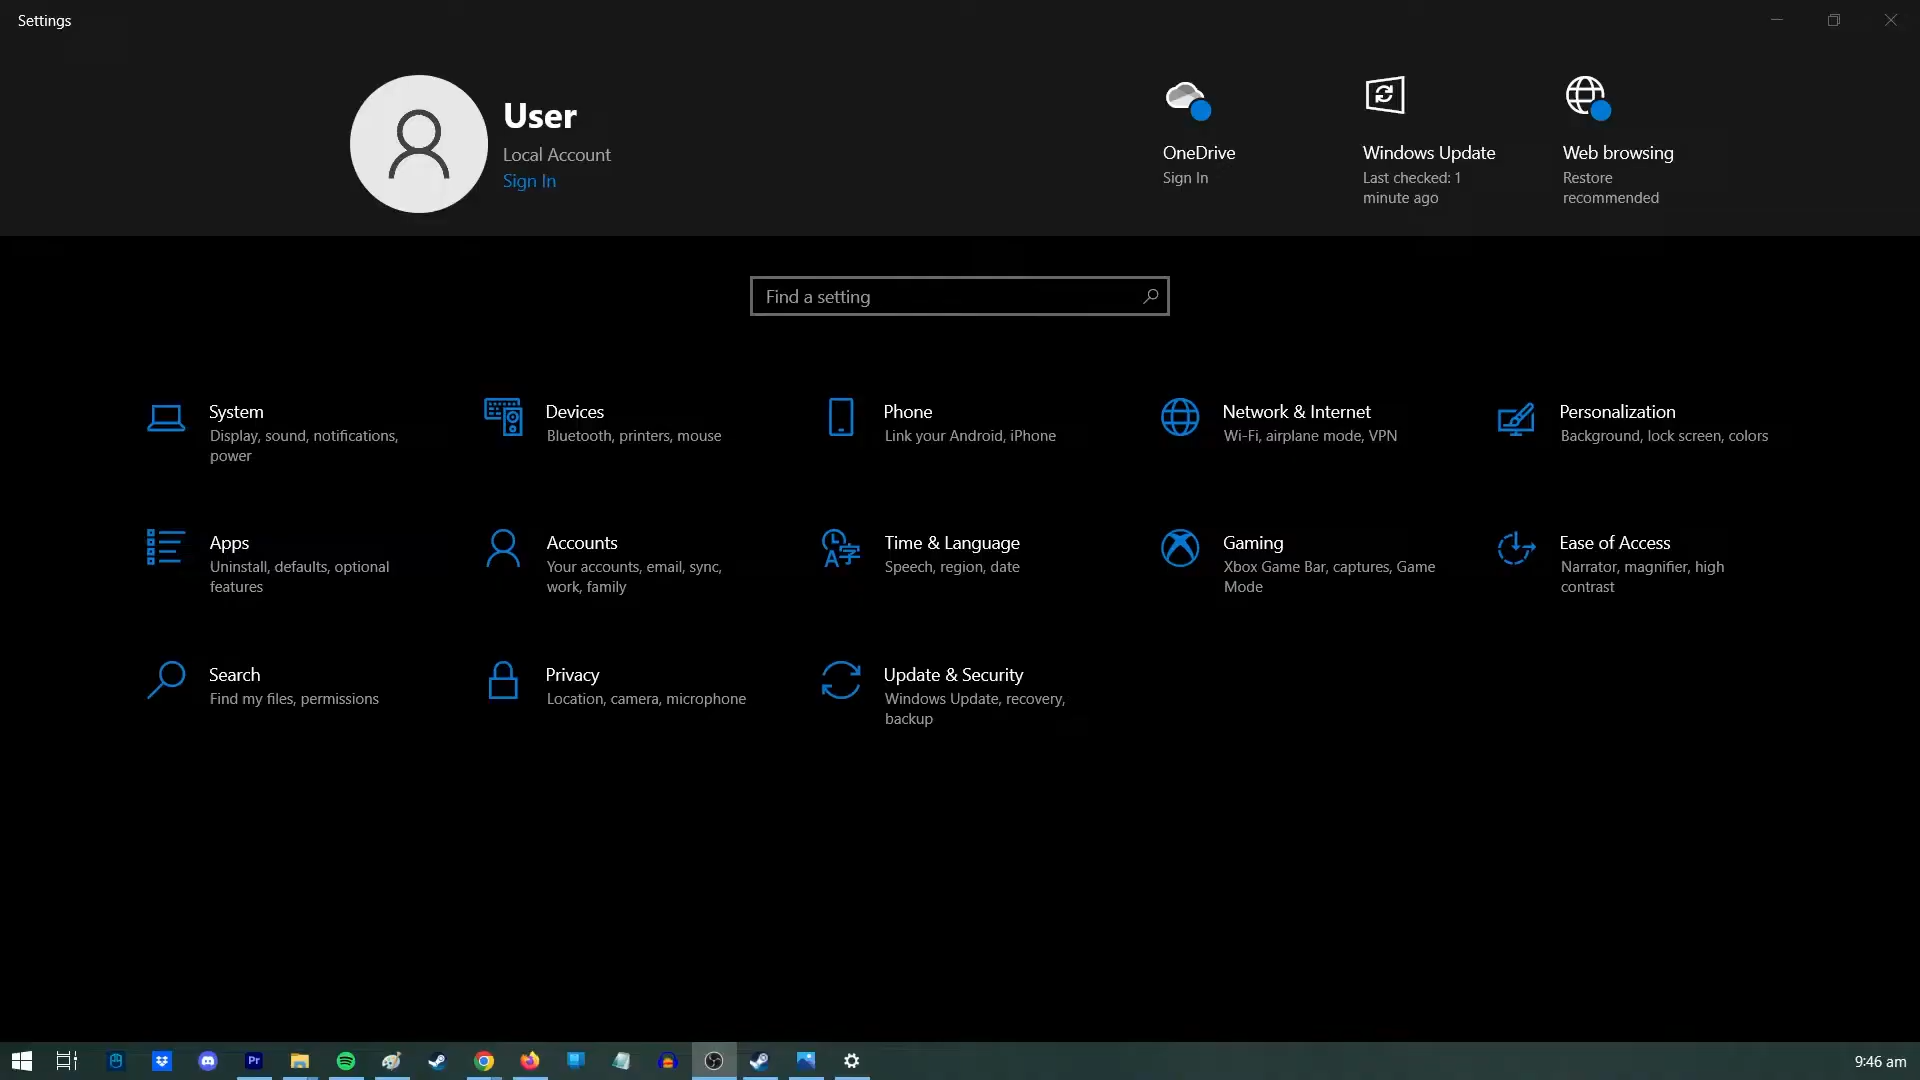 Settings
User
Local Account
Sign In
OneDrive
Sign In
Windows Update
Last checked: 1
minute ago
Web browsing
Restore
recommended
Find a setting
System
Display, sound, notifications,
power
Devices
Bluetooth, printers, mouse
Phone
Link your Android, iPhone
Network & Internet
Wi-Fi, airplane mode, VPN
Personalization
Background, lock screen, colors
Apps
Uninstall, defaults, optional
features
Accounts
Your accounts, email, sync,
work, family
Time & Language
Speech, region, date
Gaming
Xbox Game Bar, captures, Game
Mode
Ease of Access
Narrator, magnifier, high
contrast
Search
Find my files, permissions
Privacy
Location, camera, microphone
Update & Security
Windows Update, recovery,
backup
Pr
9:46 am